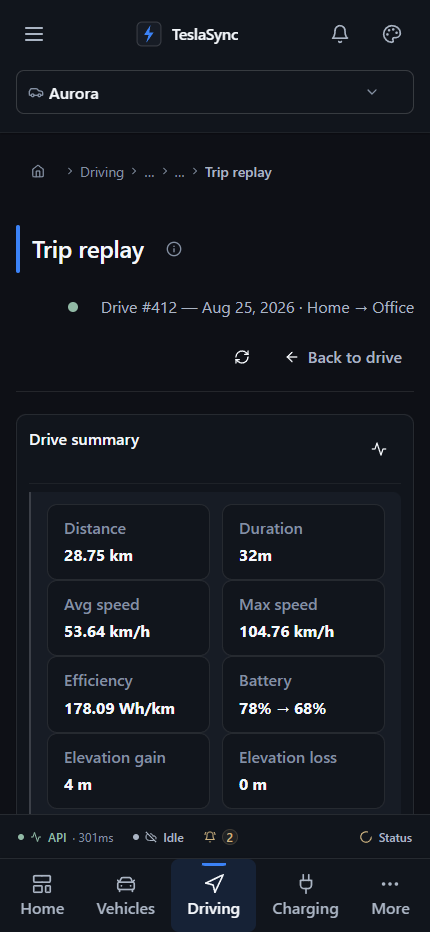 TeslaSync
Aurora
Driving ... ... Trip replay
Trip replay
Drive #412 — Aug 25, 2026 · Home → Office
Back to drive
Drive summary
Distance
28.75 km
Duration
32m
Avg speed
53.64 km/h
Max speed
104.76 km/h
Efficiency
178.09 Wh/km
Battery
78% → 68%
Elevation gain
4 m
Elevation loss
0 m
API · 301ms Idle 2 Status
Home Vehicles Driving Charging More